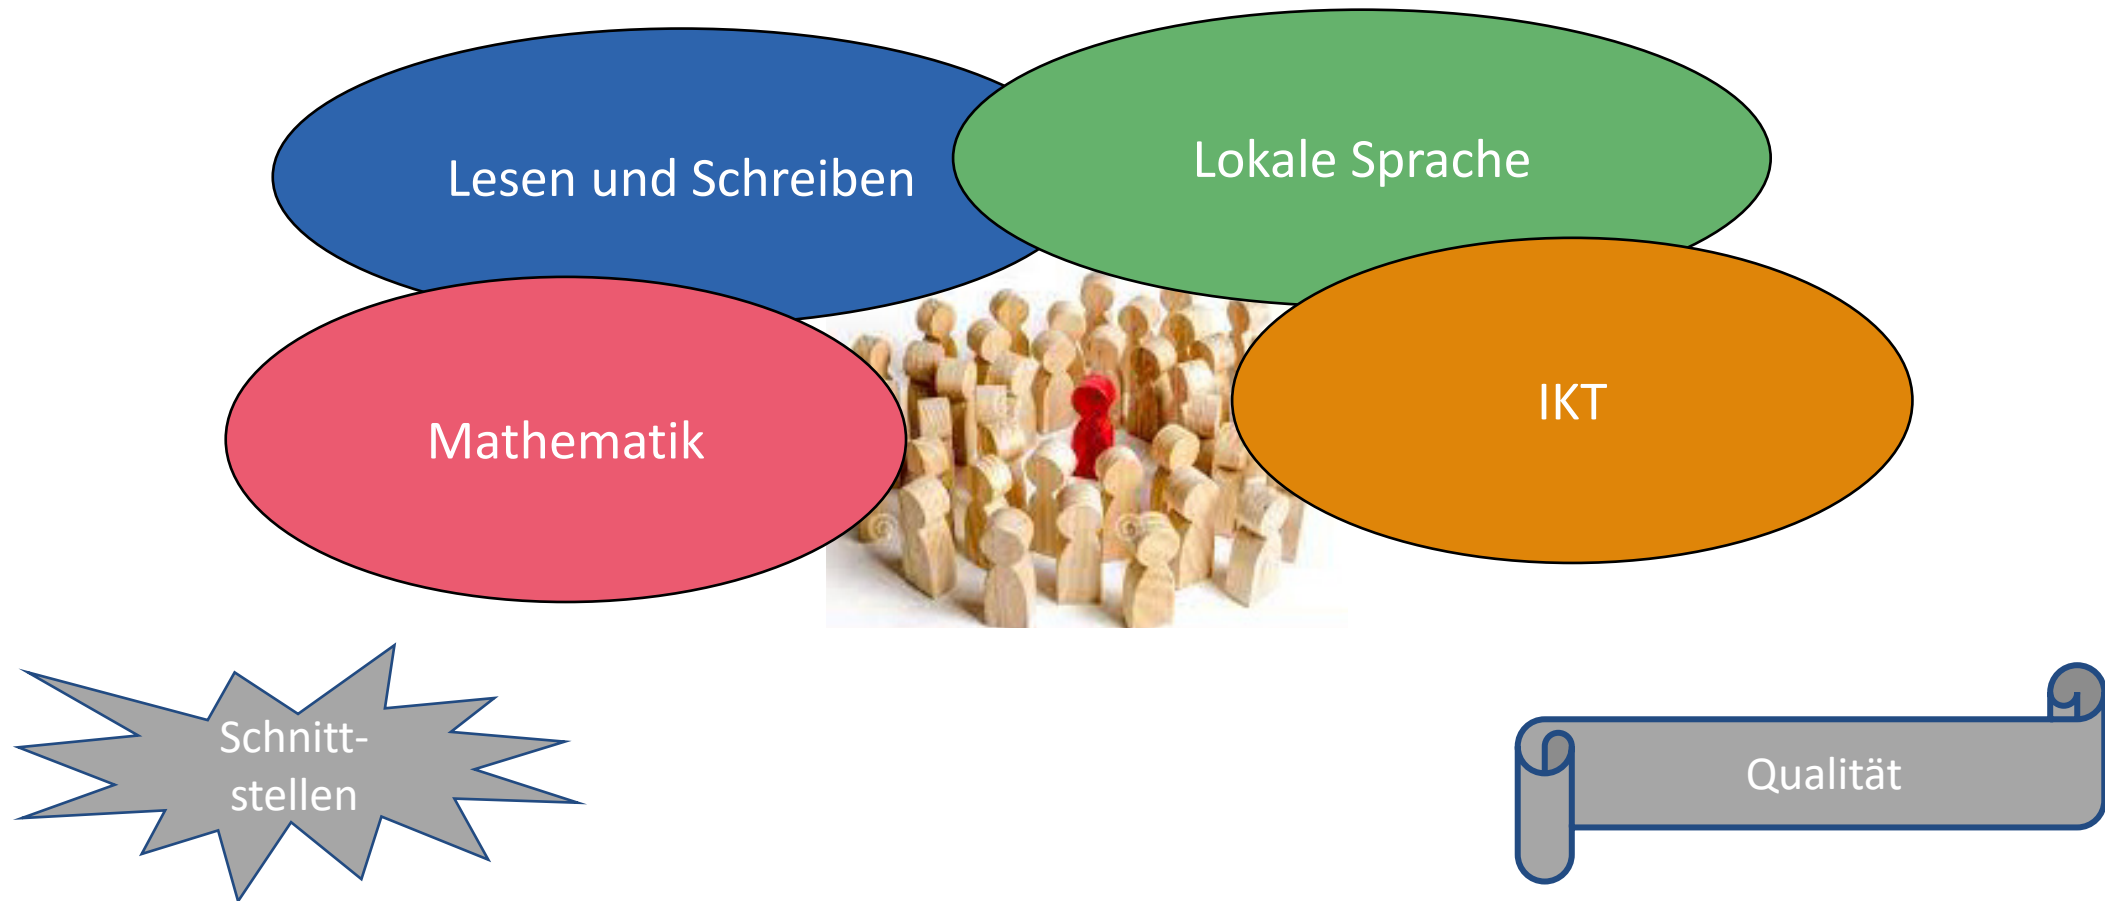 Lesen und Schreiben
Lokale Sprache
Mathematik
IKT
Schnitt-
stellen
Qualität